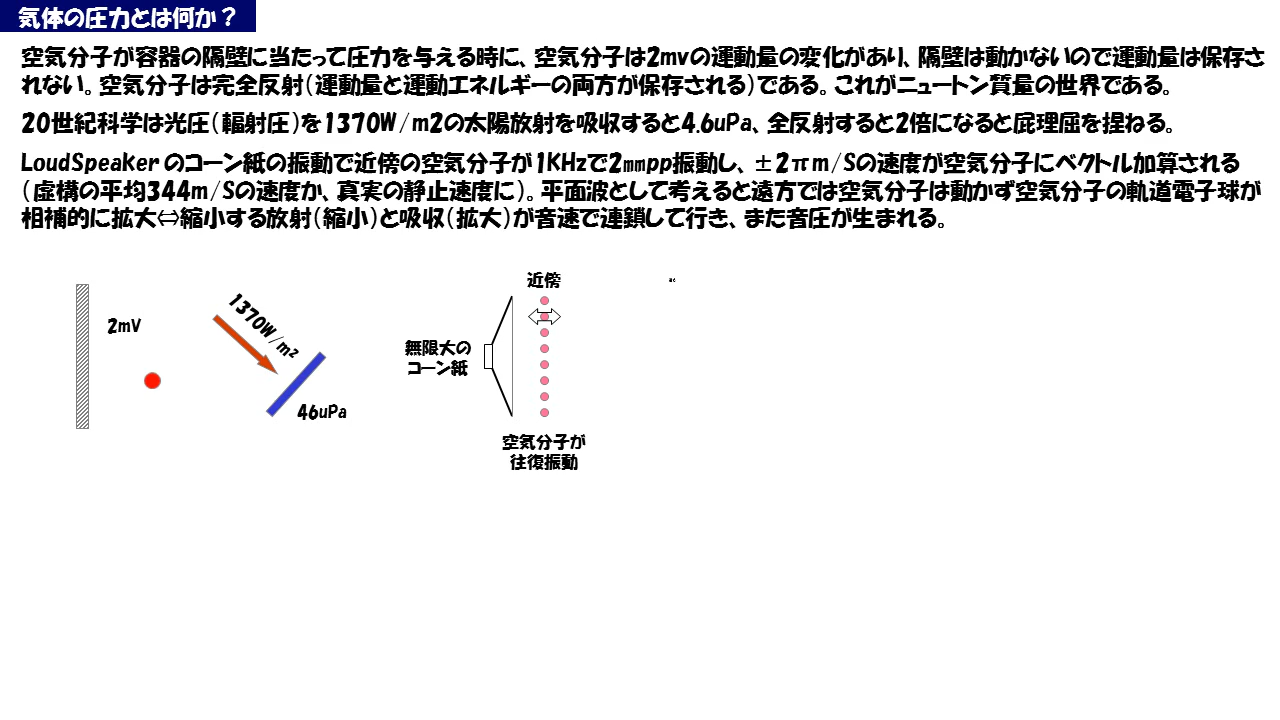 気体の圧力とは何か？
空気分子が容器の隔壁に当たって圧力を与える時に、空気分子は2mvの運動量の変化があり、隔壁は動かないので運動量は保存さ
れない。空気分子は完全反射（運動量と運動エネルギーの両方が保存される）である。これがニュートン質量の世界である。
20世紀科学は光圧（輻射圧）を1370W/m2の太陽放射を吸収すると4.6uPa、全反射すると2倍になると屁理屈を捏ねる。
LoudSpeakerのコーン紙の振動で近傍の空気分子が1KHzで2mmpp振動し、±2πm/Sの速度が空気分子にベクトル加算される
（虚構の平均344m/Sの速度か、真実の静止速度に）。平面波として考えると遠方では空気分子は動かず空気分子の軌道電子球が
相補的に拡大⇔縮小する放射（縮小）と吸収（拡大）が音速で連鎖して行き、また音圧が生まれる。
2mV
1370W/m2
46uPa
無限大の
コーン紙
近傍
空気分子が
往復振動